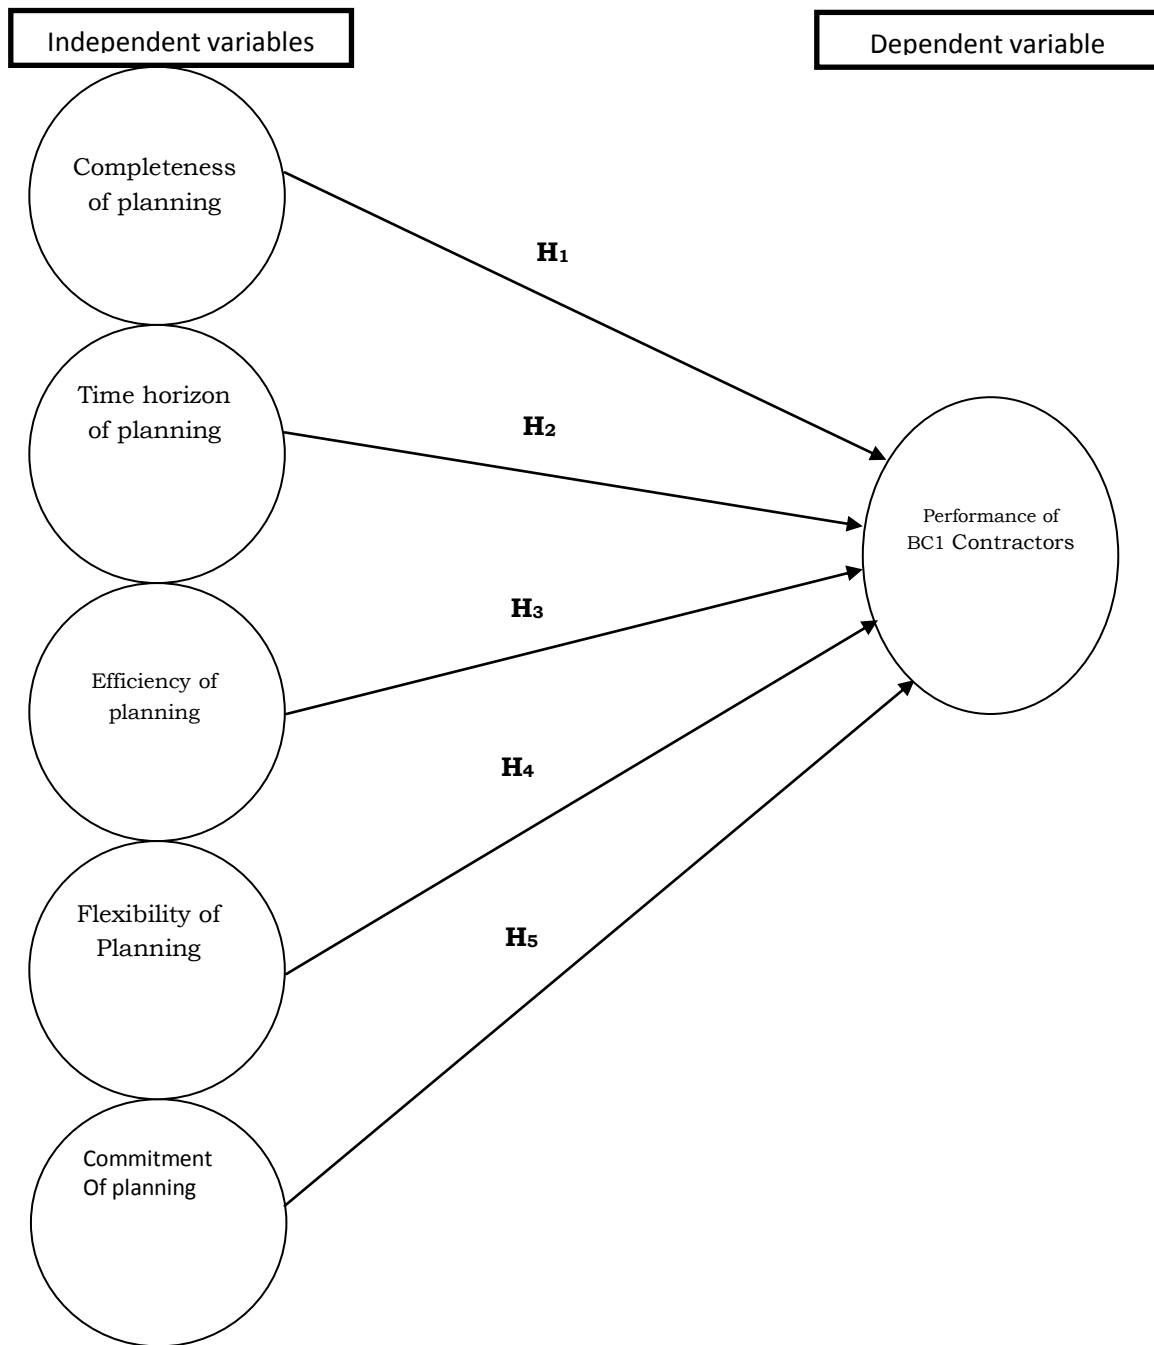 Independent variables
Dependent variable
Completeness
of planning
H₁
Time horizon
of planning
H₂
Performance of
BC1 Contractors
H₃
Efficiency of
planning
H₄
Flexibility of
Planning
H₅
Commitment
Of planning